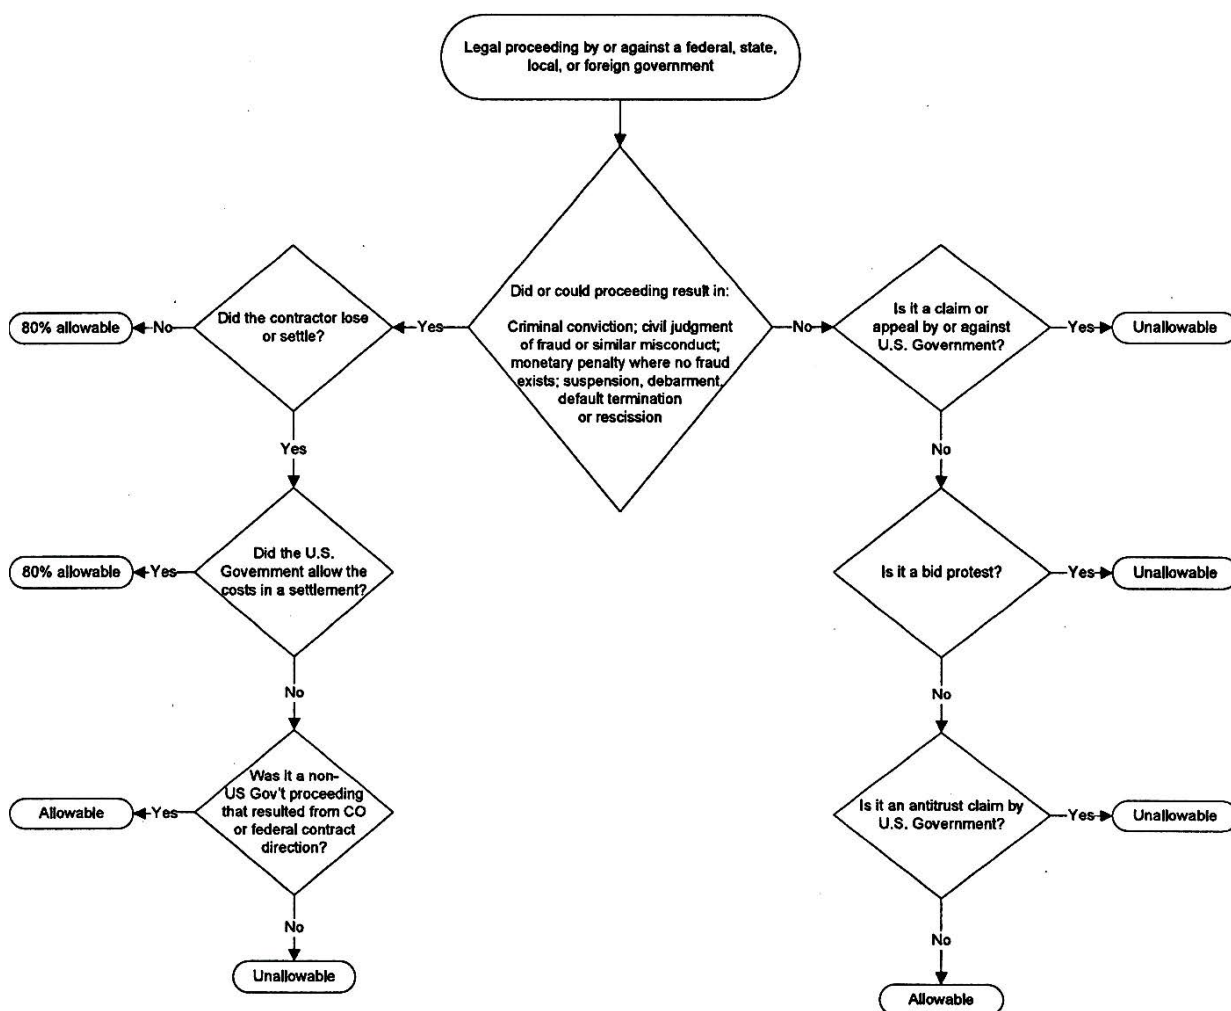 Legal proceeding by or against a federal, state,
local, or foreign government
Did or could proceeding result in:
Criminal conviction; civil judgment
of fraud or similar misconduct;
monetary penalty where no fraud
exists; suspension, debarment,
default termination
or rescission
Yes
No
Did the contractor lose
or settle?
No
80% allowable
Yes
Did the U.S.
Government allow the
costs in a settlement?
Yes
80% allowable
No
Was it a non-
US Gov't proceeding
that resulted from CO
or federal contract
direction?
Yes
Allowable
No
Unallowable
Is it a claim or
appeal by or against
U.S. Government?
Yes
Unallowable
No
Is it a bid protest?
Yes
Unallowable
No
Is it an antitrust claim by
U.S. Government?
Yes
Unallowable
No
Allowable